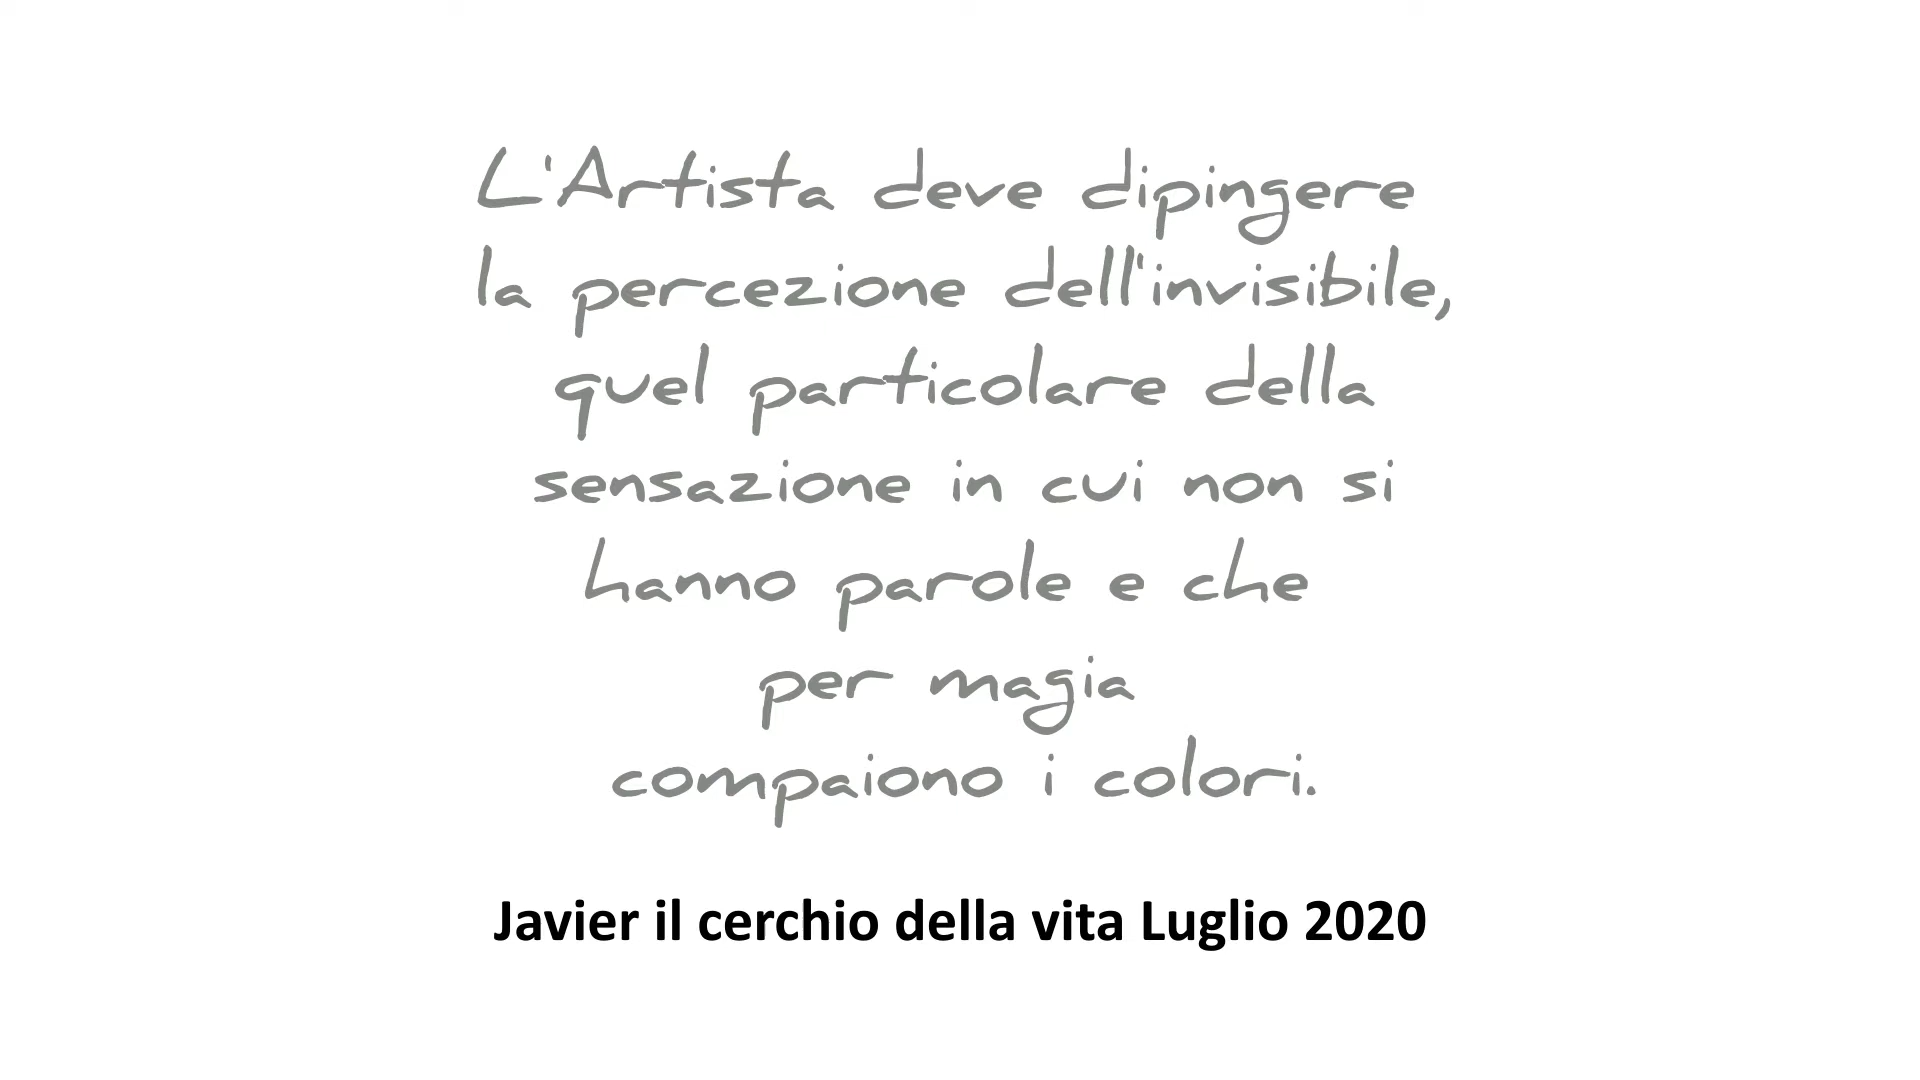 L'Artista deve dipingere
la percezione dell'invisibile,
quel particolare della
sensazione in cui non si
hanno parole e che
per magia
compaiono i colori.
Javier il cerchio della vita Luglio 2020